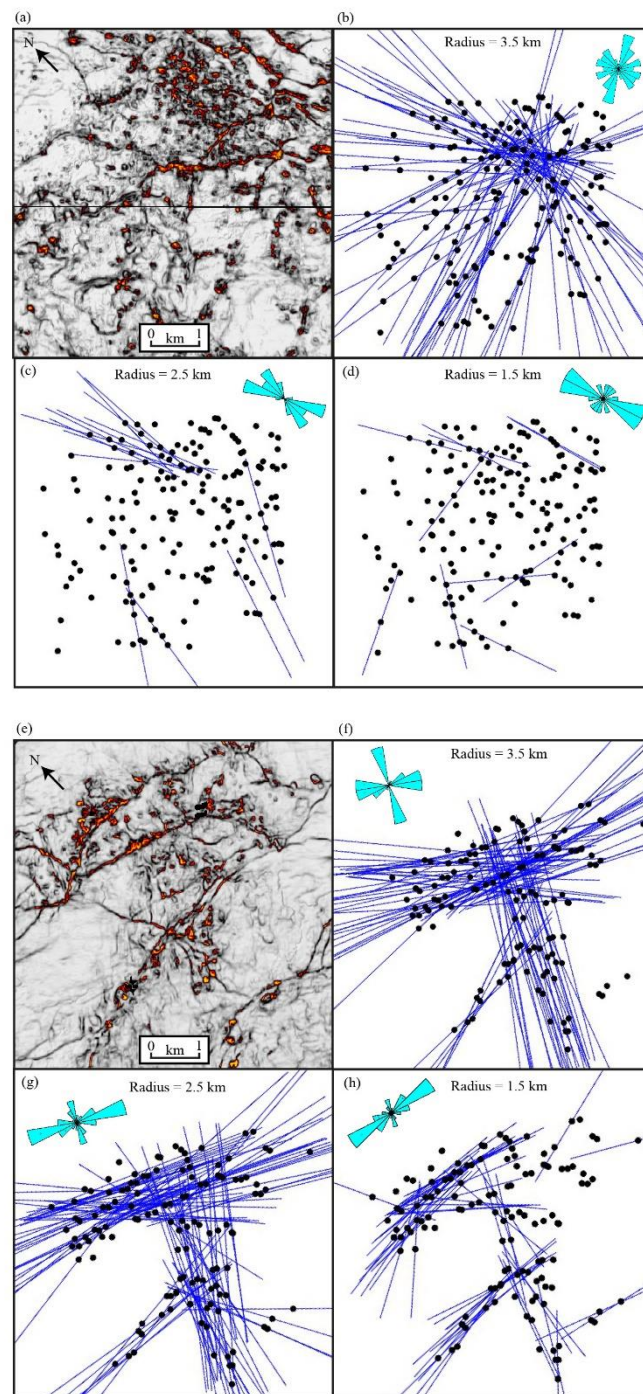 (a)
(b)
N
Radius = 3.5 km
0 km 1
(c)
(d)
Radius = 2.5 km
Radius = 1.5 km
(e)
(f)
N
Radius = 3.5 km
0 km 1
(g)
(h)
Radius = 2.5 km
Radius = 1.5 km